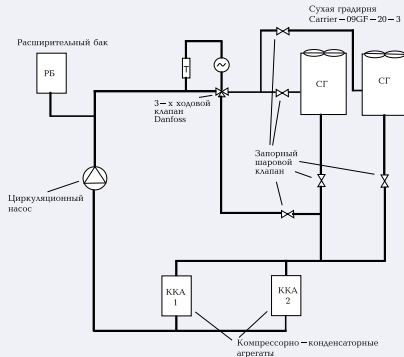 Сухая градирня
Carrier-09GF-20-3
Расширительный бак
РБ
Т
СГ
СГ
3-х ходовой
клапан
Danfoss
Запорный
шаровой
клапан
Циркуляционный
насос
ККА
1
ККА
2
Компрессорно-конденсаторные
агрегаты